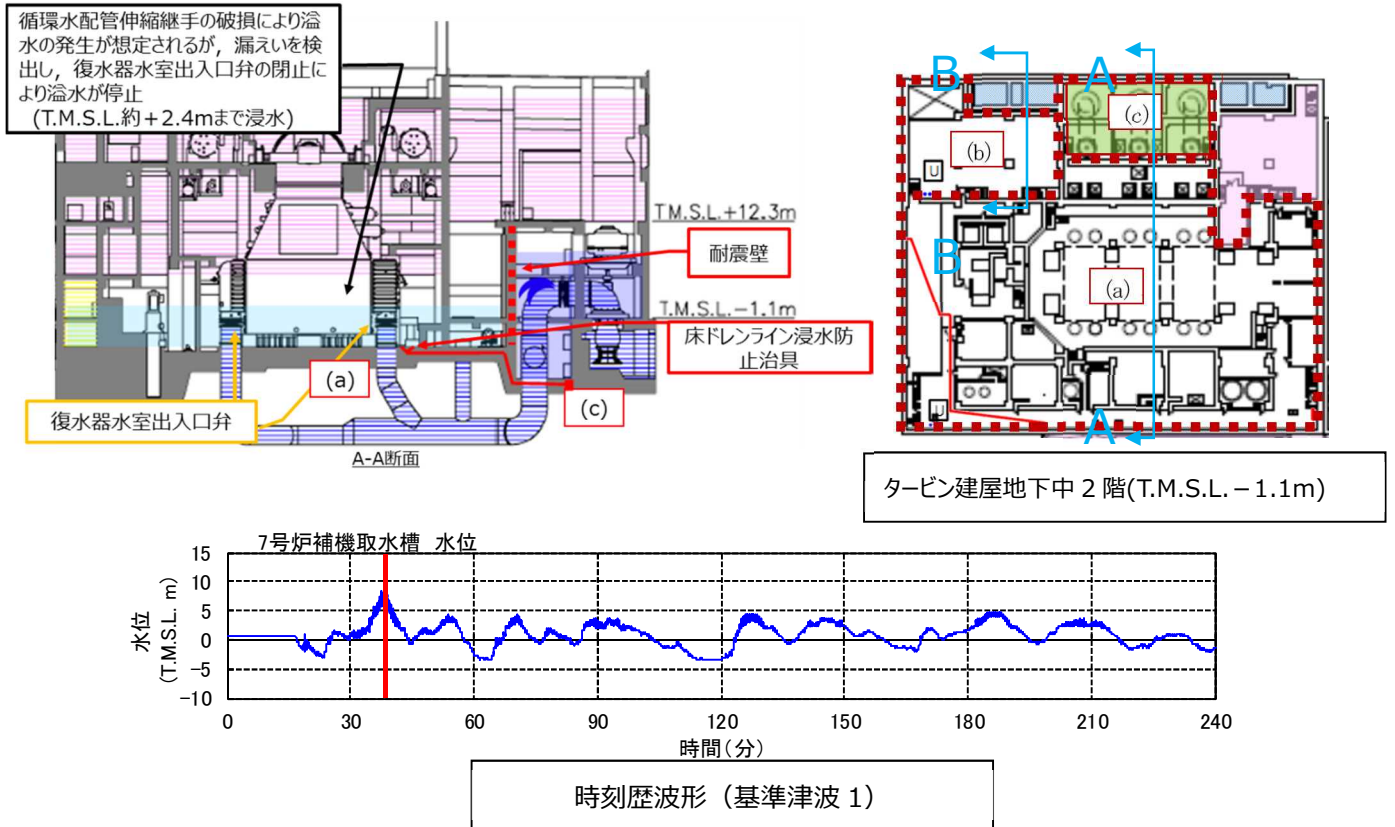 循環水配管伸縮継手の破損により溢
水の発生が想定されるが，漏えいを検
出し，復水器水室出入口弁の閉止に
より溢水が停止
(T.M.S.L.約＋2.4mまで浸水)
T.M.S.L.+12.3m
耐震壁
T.M.S.L.−1.1m
床ドレンライン浸水防
止治具
(a)
(c)
復水器水室出入口弁
A-A断面
B
A
(c)
(b)
U
B
(a)
U
A
タービン建屋地下中２階(T.M.S.L.－1.1m)
7号炉補機取水槽 水位
水位
(T.M.S.L. m)
15
10
5
0
−5
−10
0
30
60
90
120
150
180
210
240
時間(分)
時刻歴波形（基準津波 1）